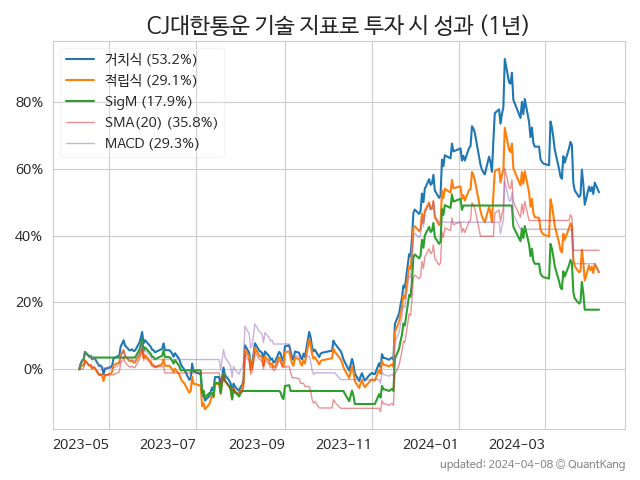 CJ대한통운 기술 지표로 투자 시 성과 (1년)
거치식 (53.2%)
적립식 (29.1%)
SigM (17.9%)
SMA(20) (35.8%)
MACD (29.3%)
80%
60%
40%
20%
0%
2023-05 2023-07 2023-09 2023-11 2024-01 2024-03
updated: 2024-04-08 © QuantKang